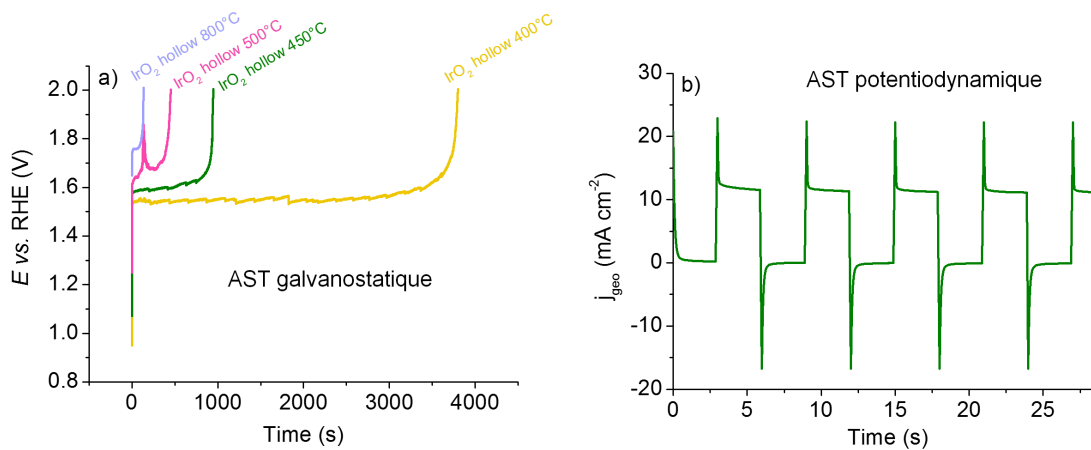 a)
IrO2 hollow 800°C
IrO2 hollow 500°C
IrO2 hollow 450°C
IrO2 hollow 400°C
2.0
1.8
1.6
1.4
1.2
1.0
0.8
E vs. RHE (V)
AST galvanostatique
0
1000
2000
3000
4000
Time (s)
b)
AST potentiodynamique
30
20
10
0
-10
-20
jgeo (mA cm-2)
0
5
10
15
20
25
Time (s)